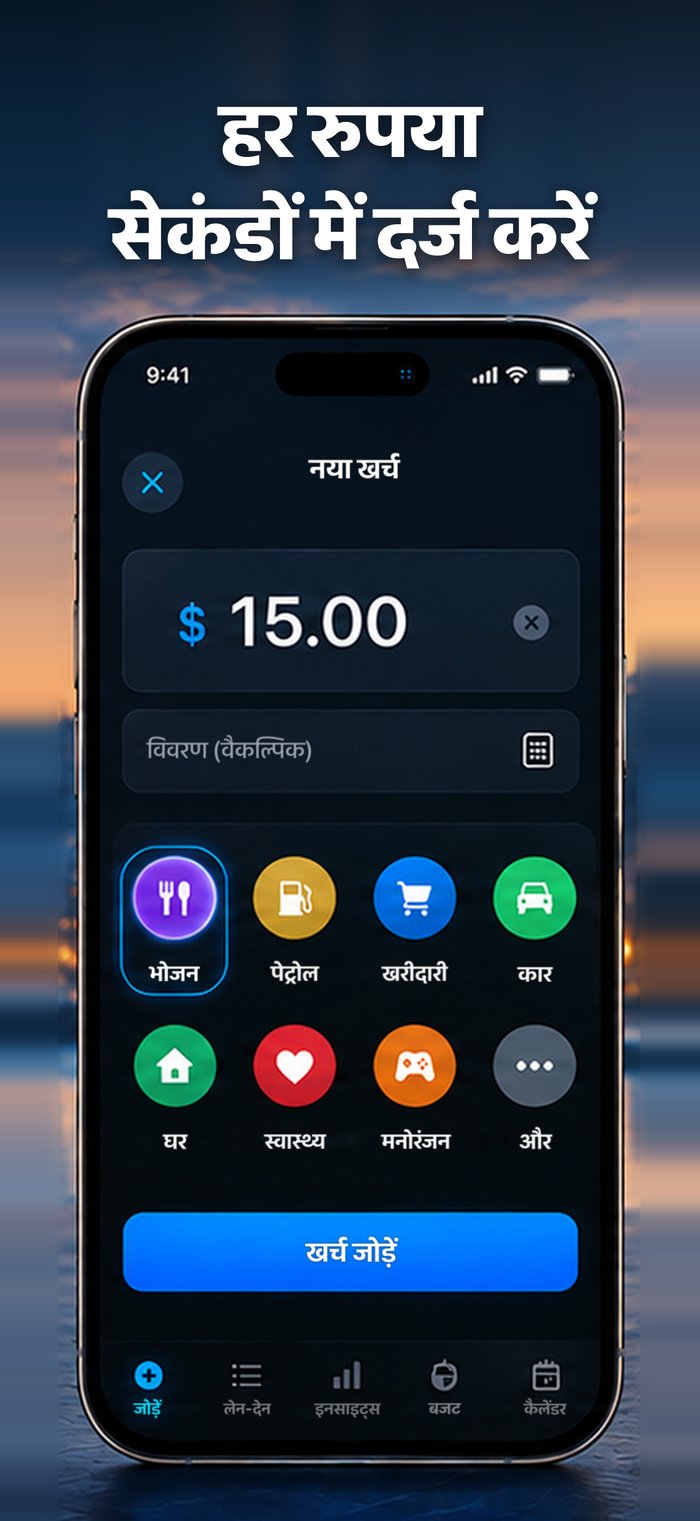 हर रुपया
सेकंडों में दर्ज करें
9:41
नया खर्च
$ 15.00
विवरण (वैकल्पिक)
भोजन पेट्रोल खरीदारी कार
घर स्वास्थ्य मनोरंजन और
खर्च जोड़ें
जोड़ें लेन-देन इनसाइट्स बजट कैलेंडर